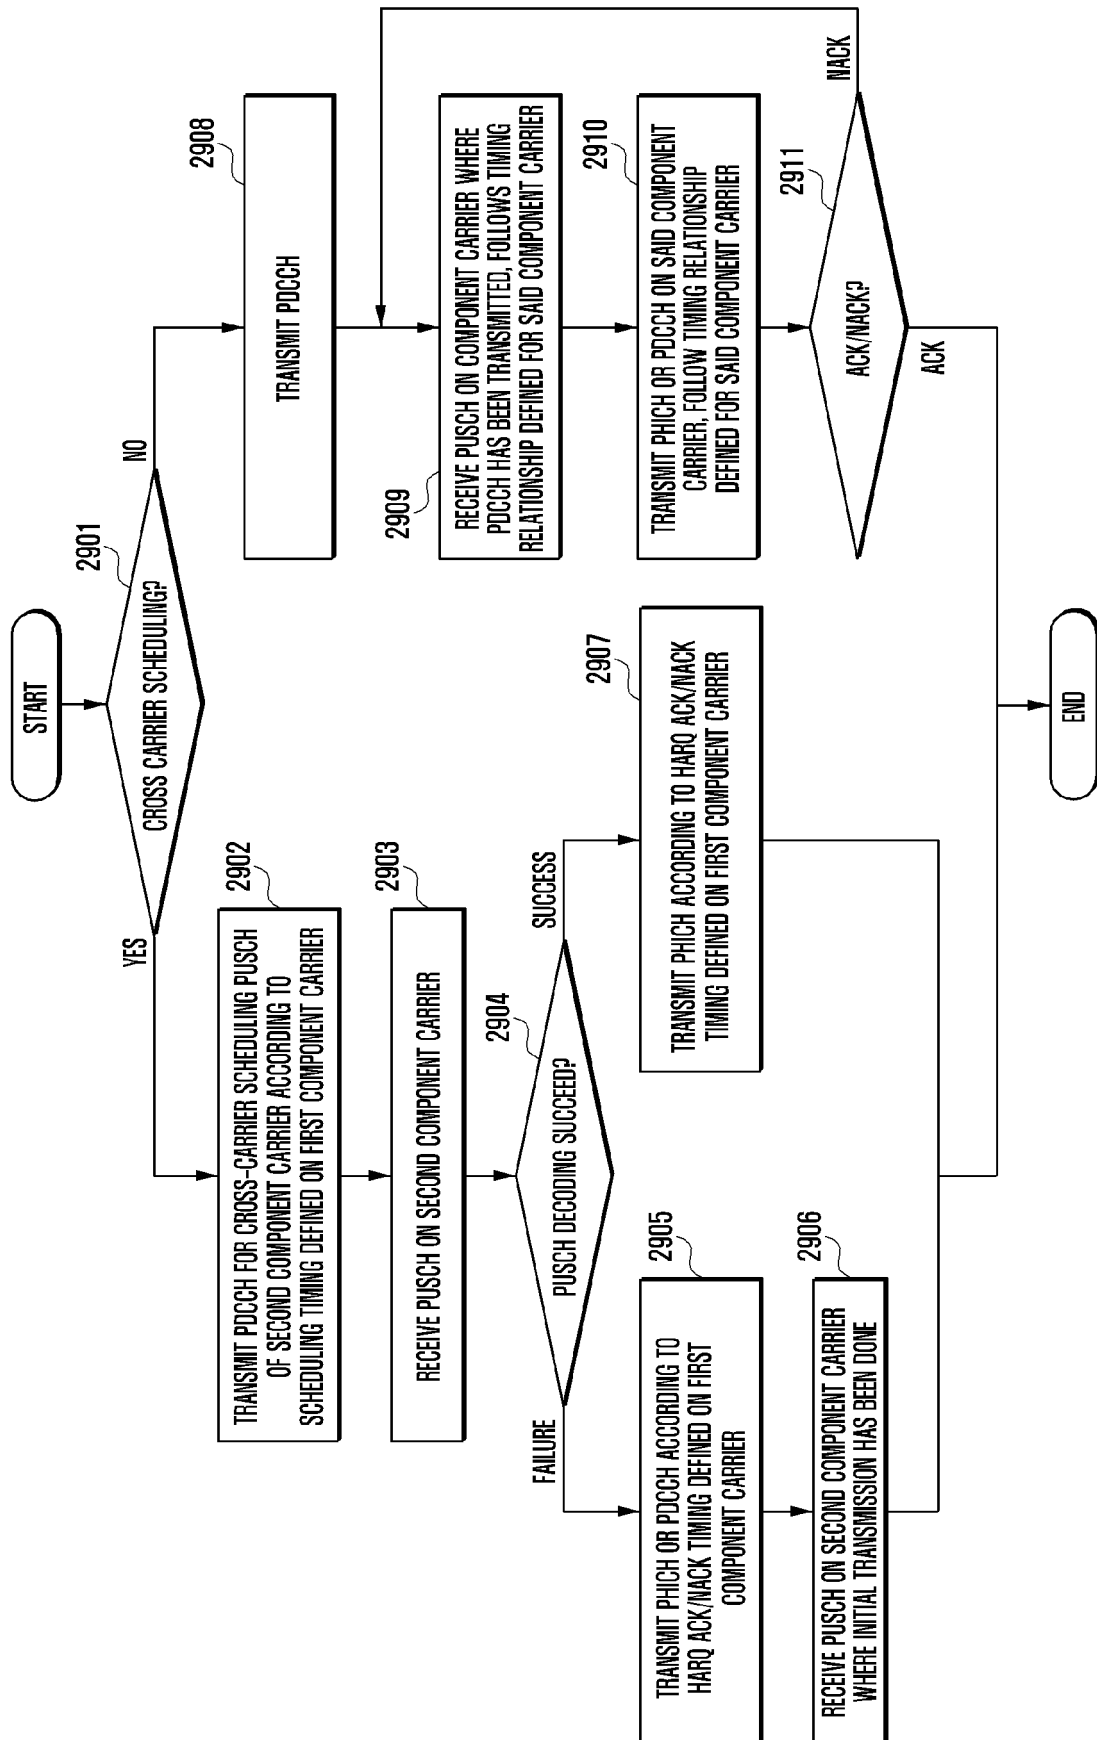 START
2901
CROSS CARRIER SCHEDULING?
YES
NO
2902
TRANSMIT PDCCH FOR CROSS-CARRIER SCHEDULING PUSCH
OF SECOND COMPONENT CARRIER ACCORDING TO
SCHEDULING TIMING DEFINED ON FIRST COMPONENT CARRIER
2903
RECEIVE PUSCH ON SECOND COMPONENT CARRIER
2904
PUSCH DECODING SUCCEED?
FAILURE
SUCCESS
2905
TRANSMIT PHICH OR PDCCH ACCORDING TO
HARQ ACK/NACK TIMING DEFINED ON FIRST
COMPONENT CARRIER
2906
RECEIVE PUSCH ON SECOND COMPONENT CARRIER
WHERE INITIAL TRANSMISSION HAS BEEN DONE
2907
TRANSMIT PHICH ACCORDING TO HARQ ACK/NACK
TIMING DEFINED ON FIRST COMPONENT CARRIER
2908
TRANSMIT PDCCH
2909
RECEIVE PUSCH ON COMPONENT CARRIER WHERE
PDCCH HAS BEEN TRANSMITTED, FOLLOWS TIMING
RELATIONSHIP DEFINED FOR SAID COMPONENT CARRIER
2910
TRANSMIT PHICH OR PDCCH ON SAID COMPONENT
CARRIER, FOLLOW TIMING RELATIONSHIP
DEFINED FOR SAID COMPONENT CARRIER
2911
ACK/NACK?
NACK
ACK
END